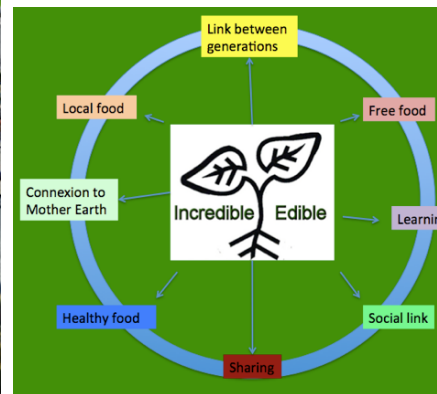 Link between
generations
Local food
Free food
Connexion to
Mother Earth
Incredible Edible
Learnin
Healthy food
Social link
Sharing